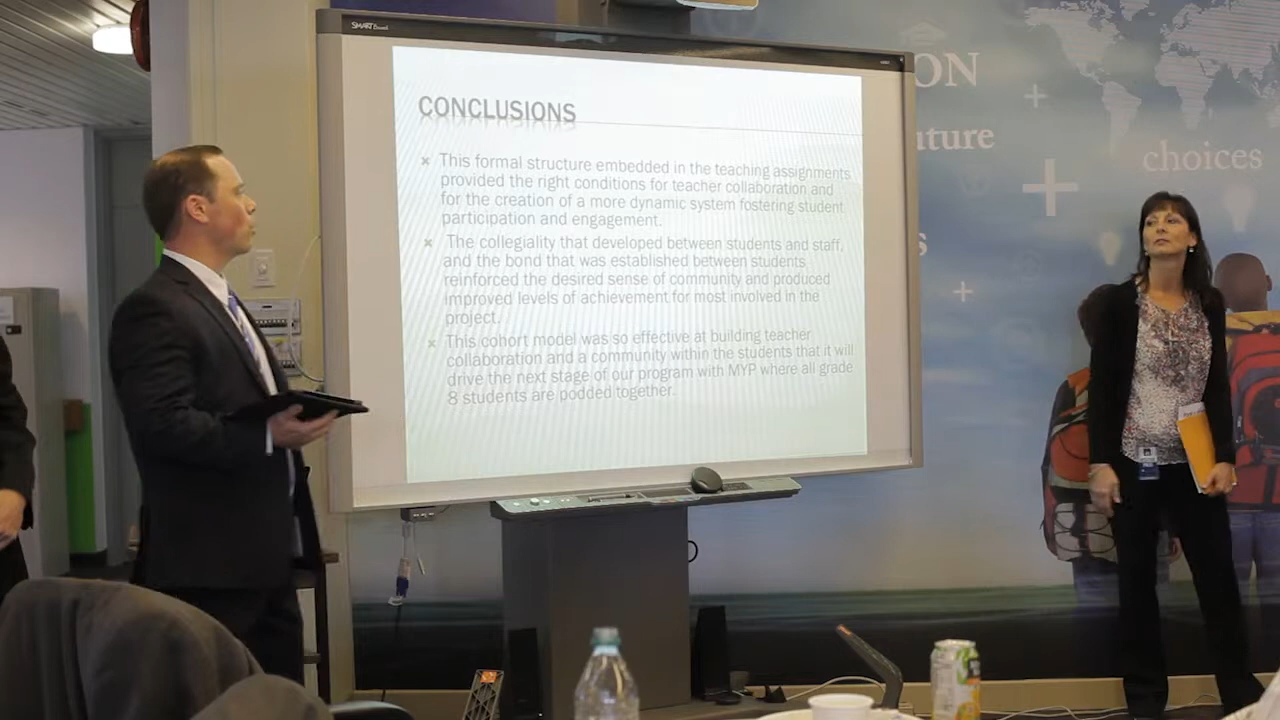 SMART Board
CONCLUSIONS
This formal structure embedded in the teaching assignments
provided the right conditions for teacher collaboration and
for the creation of a more dynamic system fostering student
participation and engagement.
The collegiality that developed between students and staff,
and the bond that was established between students
reinforced the desired sense of community and produced
improved levels of achievement for most involved in the
project.
This cohort model was so effective at building teacher
collaboration and a community within the students that it will
drive the next stage of our program with MYP where all grade
8 students are podded together.
ON
uture
choices
s